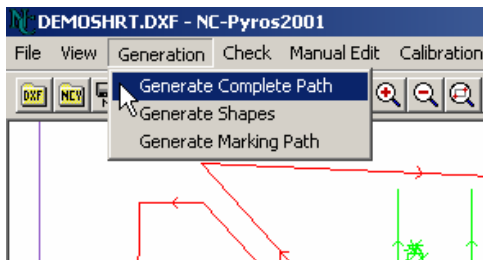 DEMOSHRT.DXF - NC-Pyros2001
File View Generation Check Manual Edit Calibration
Generate Complete Path
DXF NCV
Generate Shapes
Generate Marking Path